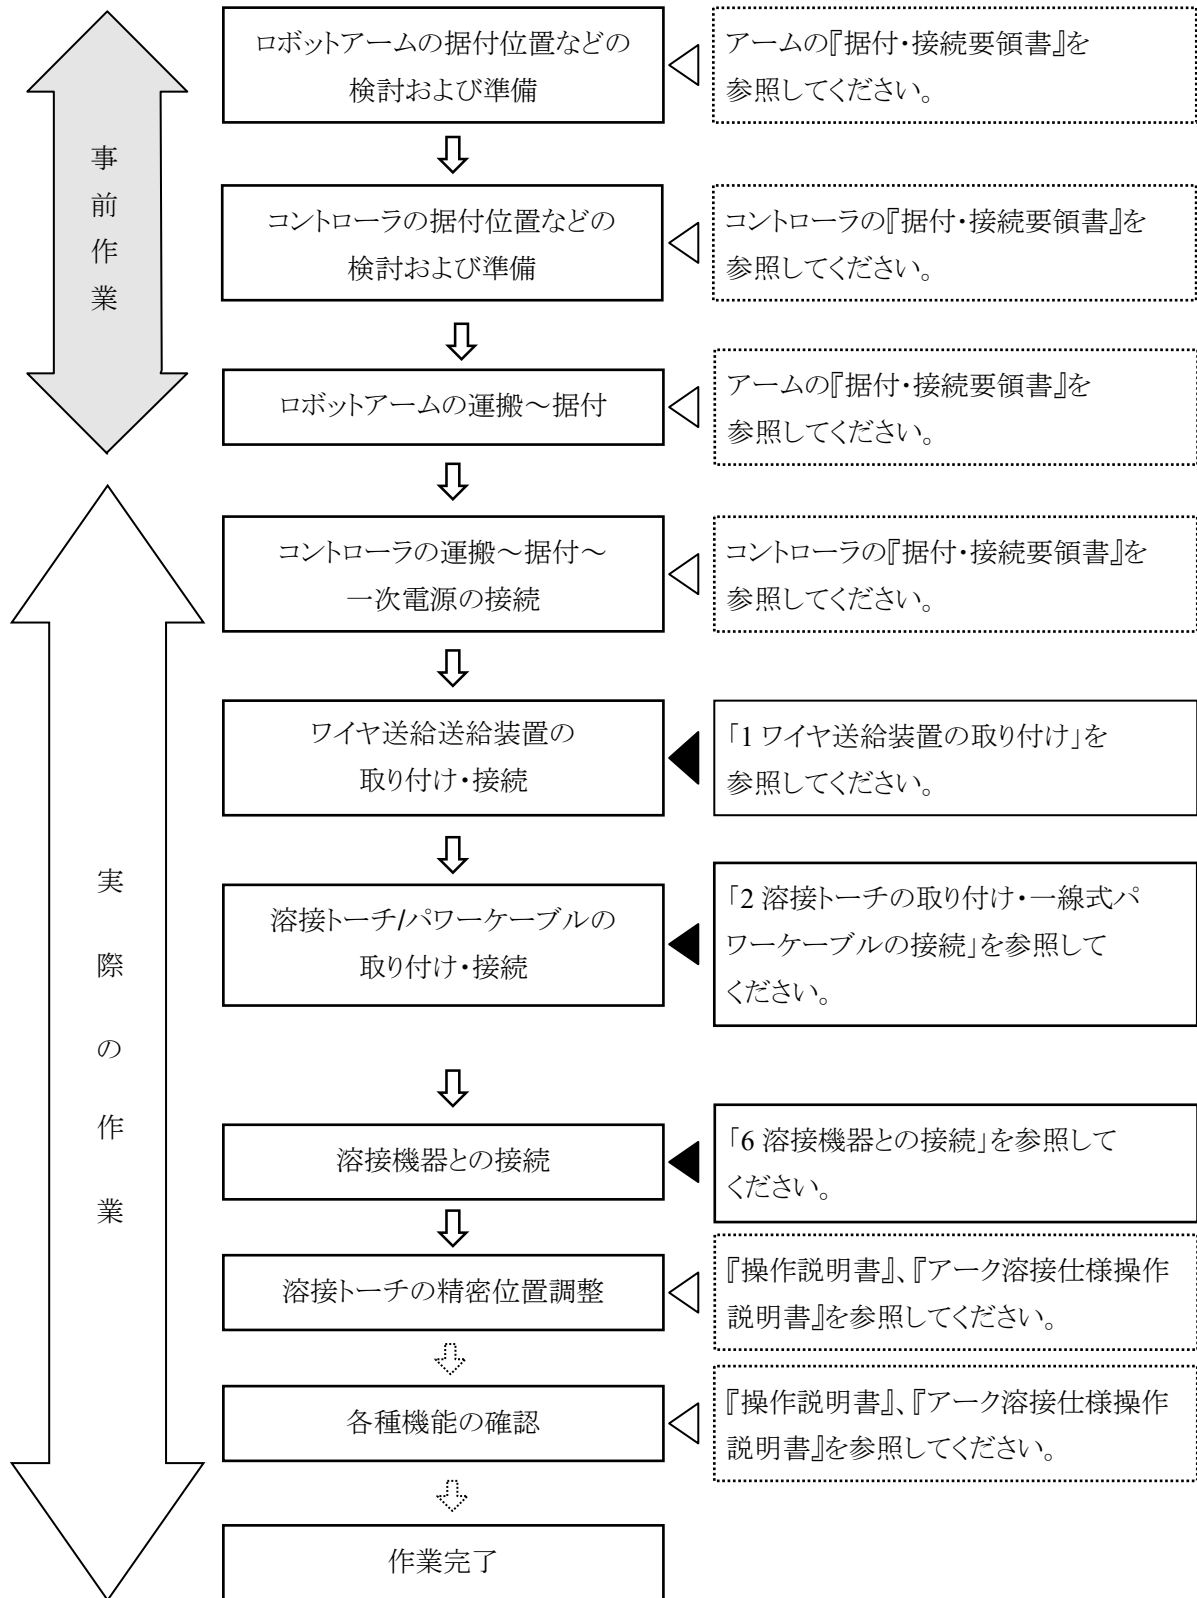 事前作業
ロボットアームの据付位置などの
検討および準備
アームの『据付・接続要領書』を
参照してください。
コントローラの据付位置などの
検討および準備
コントローラの『据付・接続要領書』を
参照してください。
ロボットアームの運搬～据付
アームの『据付・接続要領書』を
参照してください。
実際の作業
コントローラの運搬～据付～
一次電源の接続
コントローラの『据付・接続要領書』を
参照してください。
ワイヤ送給送給装置の
取り付け・接続
「1 ワイヤ送給装置の取り付け」を
参照してください。
溶接トーチ/パワーケーブルの
取り付け・接続
「2 溶接トーチの取り付け・一線式パ
ワーケーブルの接続」を参照して
ください。
溶接機器との接続
「6 溶接機器との接続」を参照して
ください。
溶接トーチの精密位置調整
『操作説明書』、『アーク溶接仕様操作
説明書』を参照してください。
各種機能の確認
『操作説明書』、『アーク溶接仕様操作
説明書』を参照してください。
作業完了